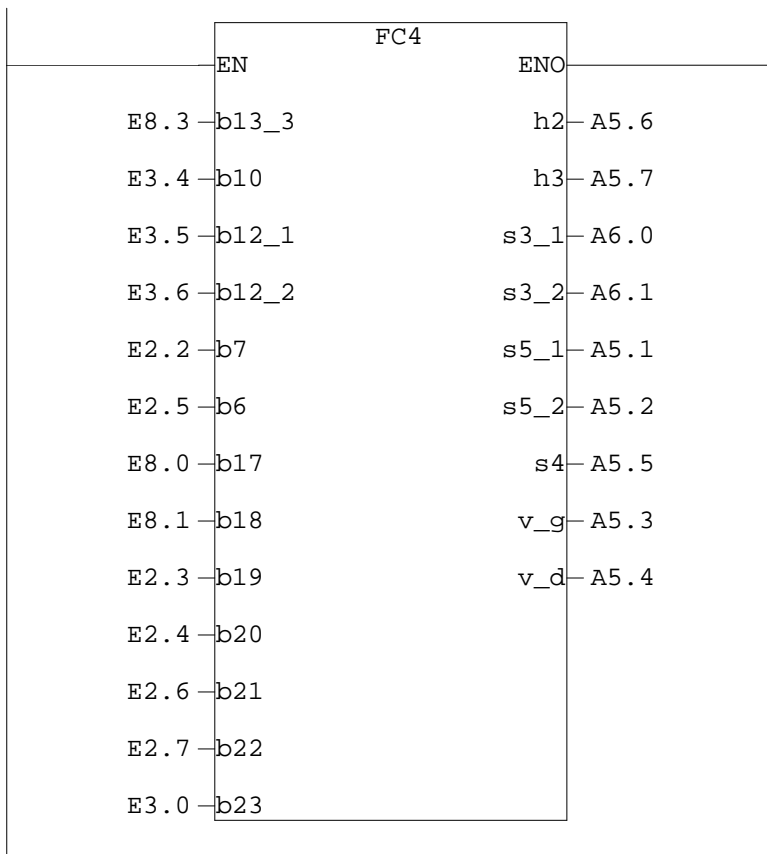 FC4
EN ENO
E8.3 b13_3 h2 A5.6
E3.4 b10 h3 A5.7
E3.5 b12_1 s3_1 A6.0
E3.6 b12_2 s3_2 A6.1
E2.2 b7 s5_1 A5.1
E2.5 b6 s5_2 A5.2
E8.0 b17 s4 A5.5
E8.1 b18 v_g A5.3
E2.3 b19 v_d A5.4
E2.4 b20
E2.6 b21
E2.7 b22
E3.0 b23